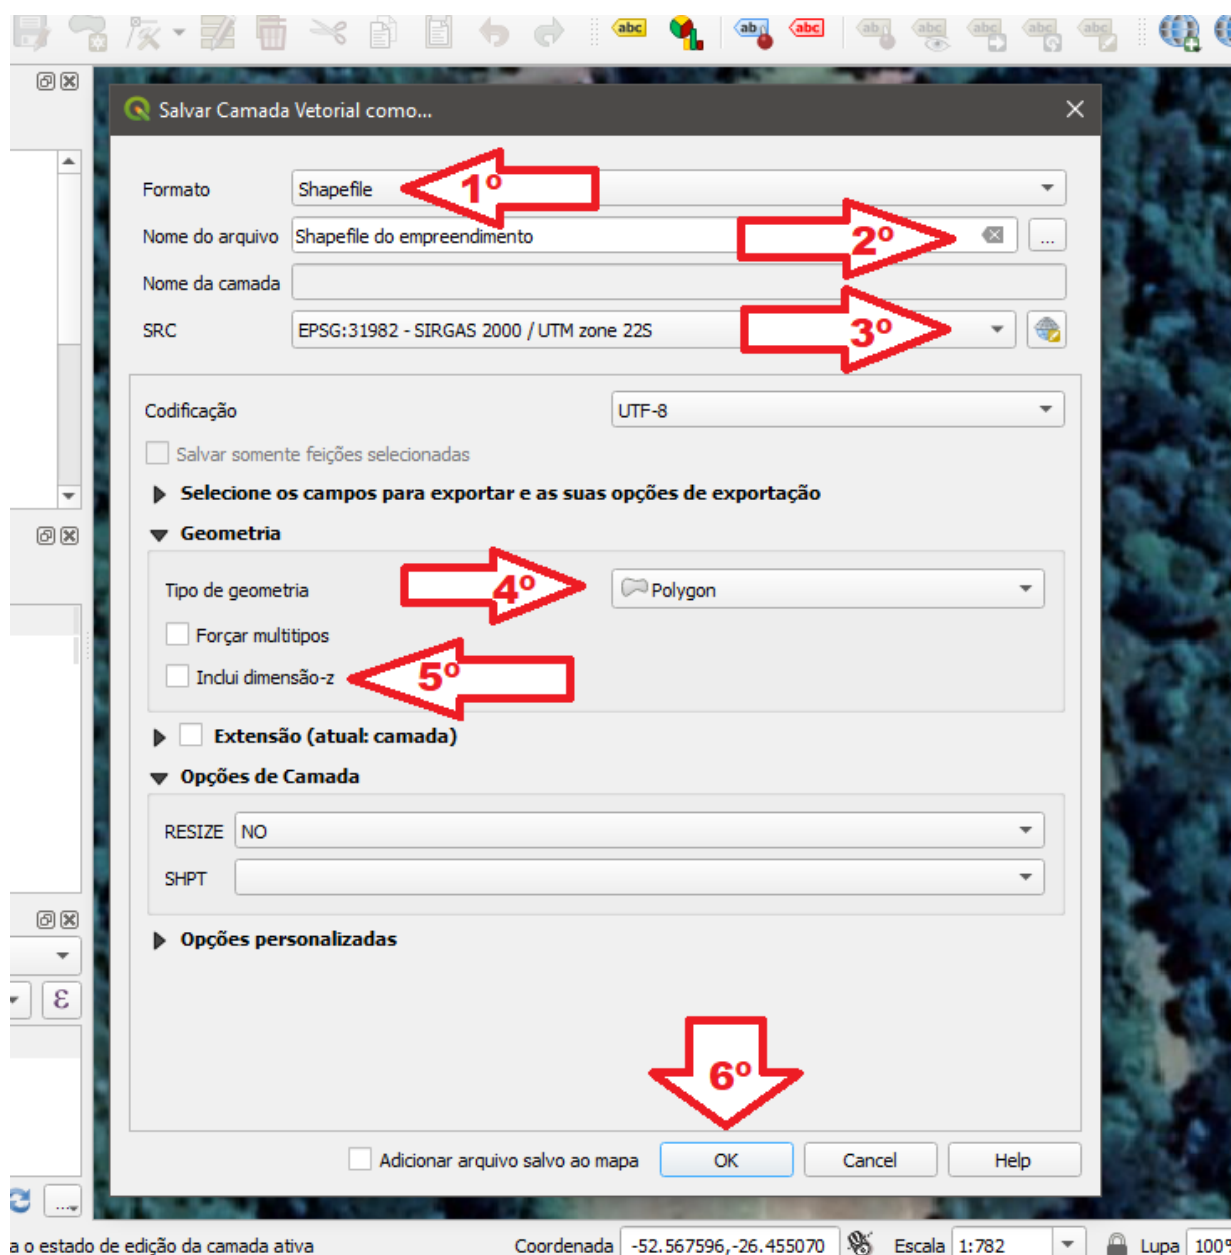 abc
abc
abc
Salvar Camada Vetorial como...
Formato
Shapefile
1º
Nome do arquivo
Shapefile do empreendimento
2º
...
Nome da camada
SRC
EPSG:31982 - SIRGAS 2000 / UTM zone 22S
3º
Codificação
UTF-8
Salvar somente feições selecionadas
Selecione os campos para exportar e as suas opções de exportação
Geometria
Tipo de geometria
4º
Polygon
Forçar multitipos
Inclui dimensão-z
5º
Extensão (atual: camada)
Opções de Camada
RESIZE
NO
SHPT
Opções personalizadas
ε
6º
Adicionar arquivo salvo ao mapa
OK
Cancel
Help
...
a o estado de edição da camada ativa
Coordenada
-52.567596,-26.455070
Escala
1:782
Lupa
100%